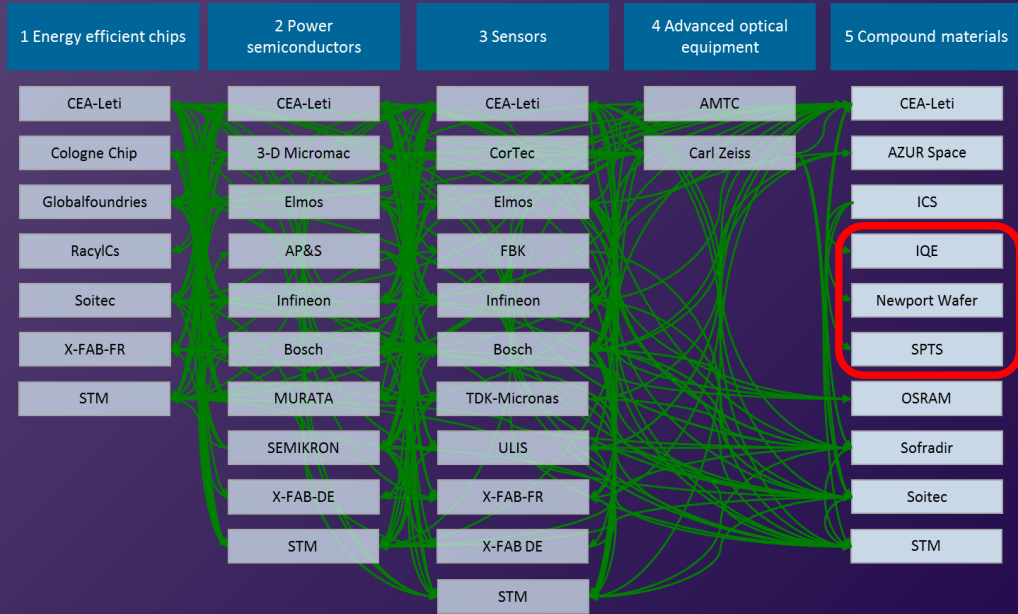 1 Energy efficient chips
2 Power
semiconductors
3 Sensors
4 Advanced optical
equipment
5 Compound materials
CEA-Leti
Cologne Chip
Globalfoundries
RacylCs
Soitec
X-FAB-FR
STM
CEA-Leti
3-D Micromac
Elmos
AP&S
Infineon
Bosch
MURATA
SEMIKRON
X-FAB-DE
STM
CEA-Leti
CorTec
Elmos
FBK
Infineon
Bosch
TDK-Micronas
ULIS
X-FAB-FR
X-FAB DE
STM
AMTC
Carl Zeiss
CEA-Leti
AZUR Space
ICS
IQE
Newport Wafer
SPTS
OSRAM
Sofradir
Soitec
STM